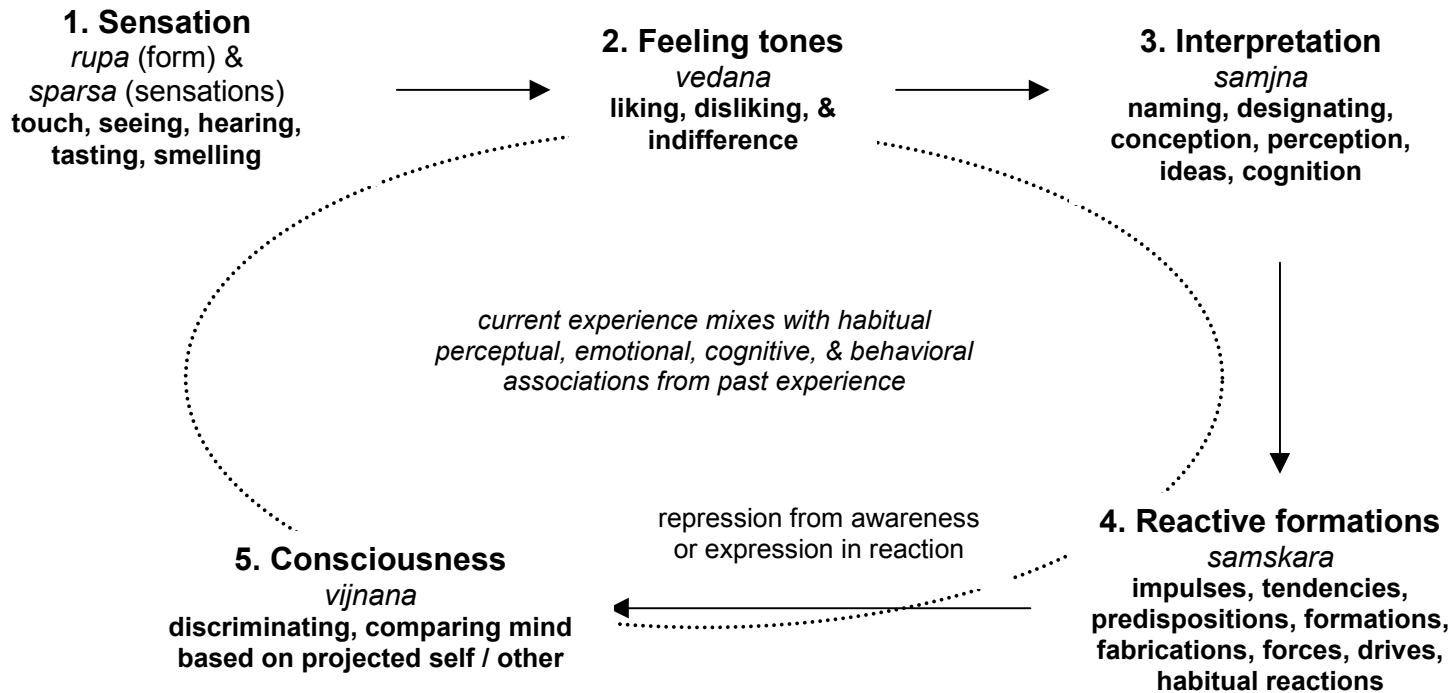 1. Sensation
rupa (form) &
sparsa (sensations)
touch, seeing, hearing,
tasting, smelling
2. Feeling tones
vedana
liking, disliking, &
indifference
3. Interpretation
samjna
naming, designating,
conception, perception,
ideas, cognition
current experience mixes with habitual
perceptual, emotional, cognitive, & behavioral
associations from past experience
repression from awareness
or expression in reaction
4. Reactive formations
samskara
impulses, tendencies,
predispositions, formations,
fabrications, forces, drives,
habitual reactions
5. Consciousness
vijnana
discriminating, comparing mind
based on projected self / other